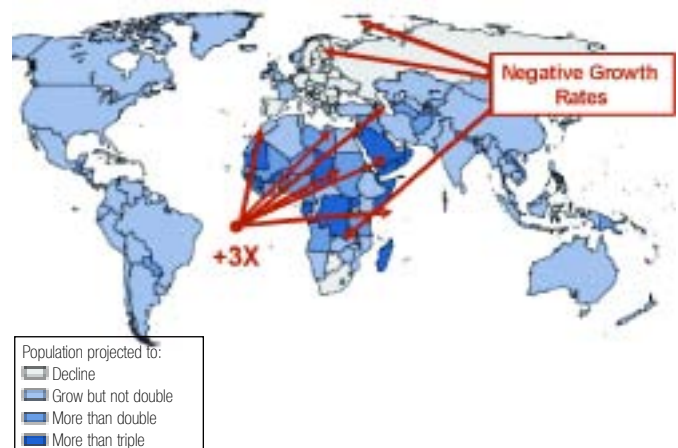 Negative Growth
Rates
+3X
Population projected to:
Decline
Grow but not double
More than double
More than triple